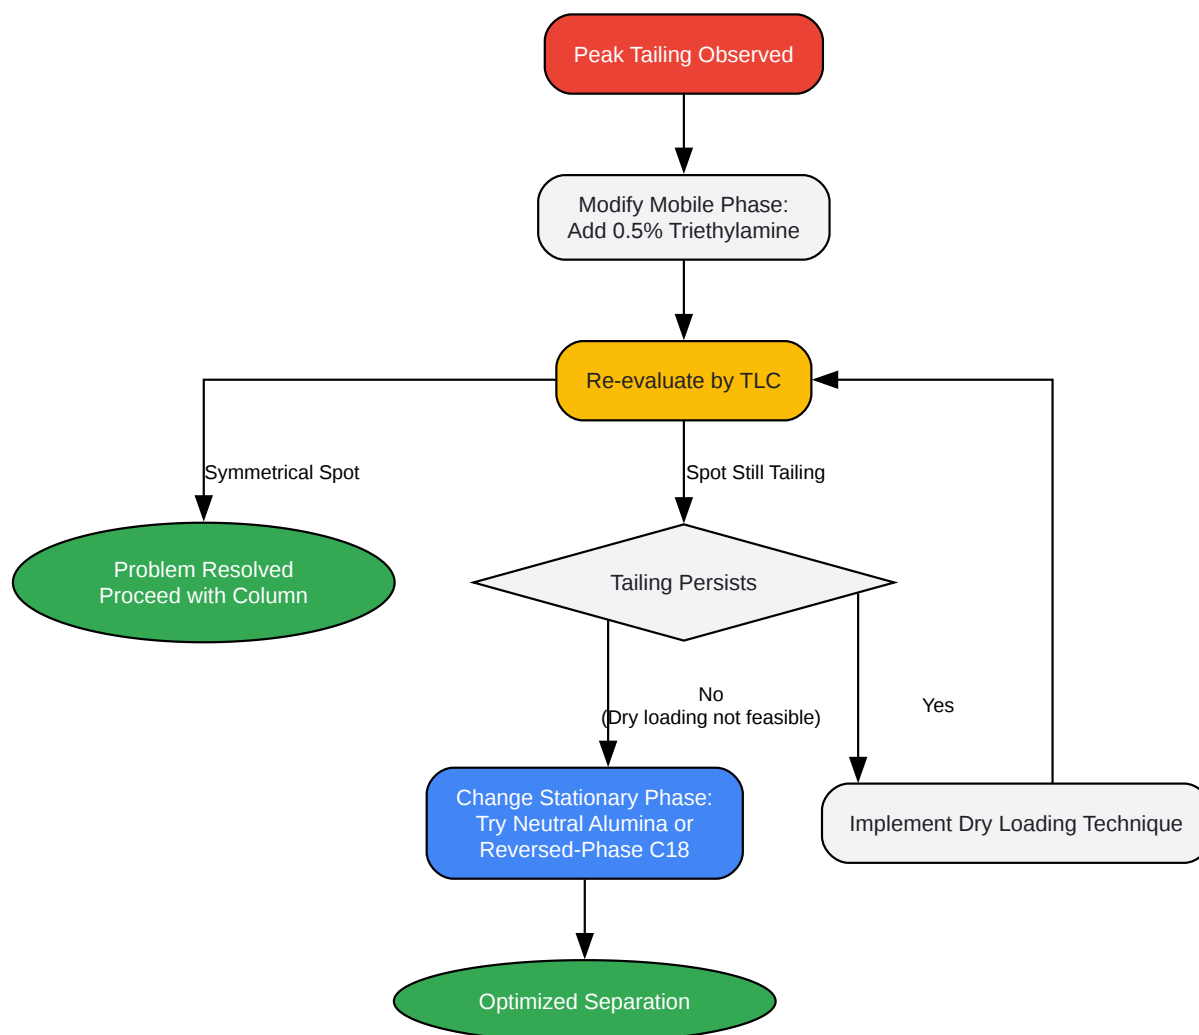 Peak Tailing Observed
Modify Mobile Phase:
Add 0.5% Triethylamine
Re-evaluate by TLC
Symmetrical Spot
Spot Still Tailing
Problem Resolved
Proceed with Column
Tailing Persists
No
(Dry loading not feasible)
Yes
Change Stationary Phase:
Try Neutral Alumina or
Reversed-Phase C18
Implement Dry Loading Technique
Optimized Separation